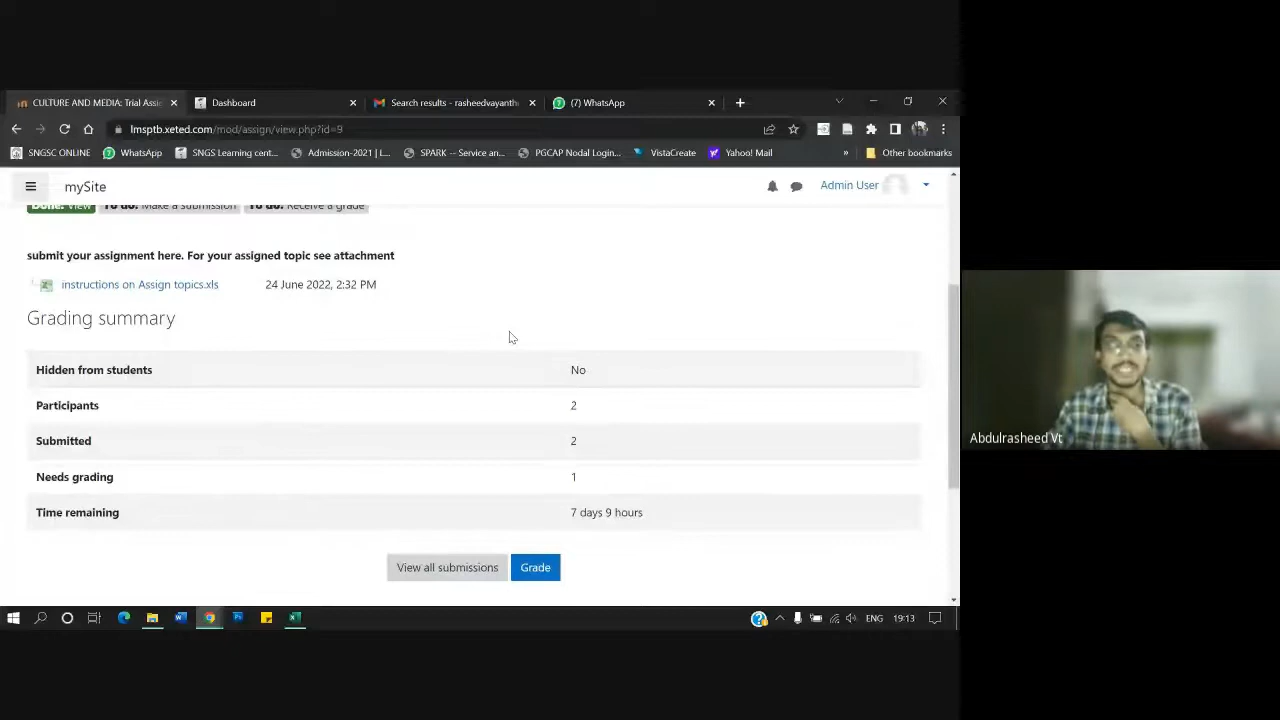 CULTURE AND MEDIA: Trial Assi
Dashboard
Search results - rasheedvayanth
(7) WhatsApp
lmsptb.xeted.com/mod/assign/view.php?id=9
SNGSC ONLINE
WhatsApp
SNGS Learning cent...
Admission-2021 | L...
SPARK -- Service an...
PGCAP Nodal Login...
VistaCreate
Yahoo! Mail
»
Other bookmarks
mySite
Admin User
Done: View
To do: Make a submission
To do: Receive a grade
submit your assignment here. For your assigned topic see attachment
instructions on Assign topics.xls
24 June 2022, 2:32 PM
Grading summary
Hidden from students
No
Participants
2
Submitted
2
Needs grading
1
Time remaining
7 days 9 hours
View all submissions
Grade
ENG
19:13
Abdulrasheed Vt